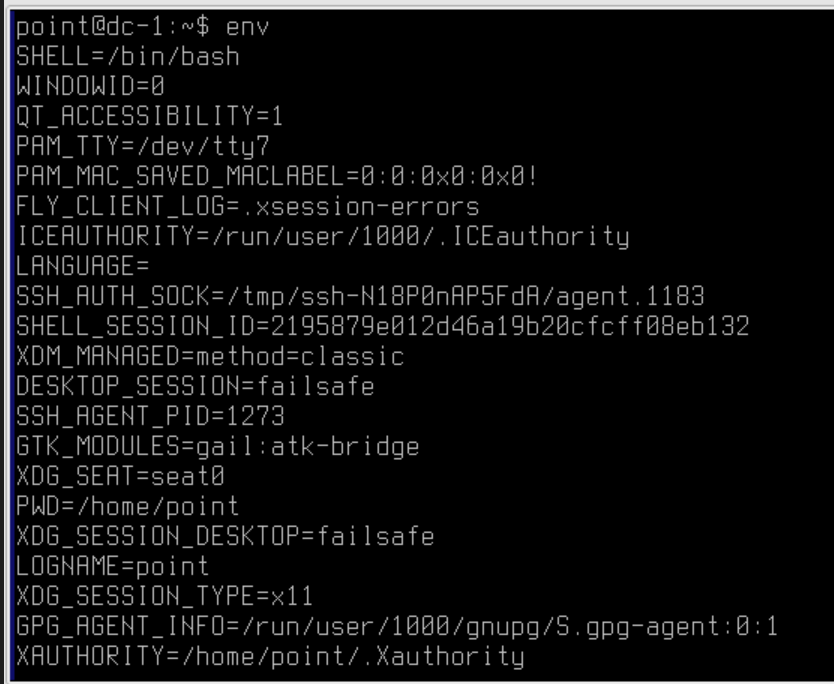 point@dc-1:~$ env
SHELL=/bin/bash
WINDOWID=0
QT_ACCESSIBILITY=1
PAM_TTY=/dev/tty7
PAM_MAC_SAVED_MACLABEL=0:0:0x0:0x0!
FLY_CLIENT_LOG=.xsession-errors
ICEAUTHORITY=/run/user/1000/.ICEauthority
LANGUAGE=
SSH_AUTH_SOCK=/tmp/ssh-N18P0nAP5FdA/agent.1183
SHELL_SESSION_ID=2195879e012d46a19b20cfcff08eb132
XDM_MANAGED=method=classic
DESKTOP_SESSION=failsafe
SSH_AGENT_PID=1273
GTK_MODULES=gail:atk-bridge
XDG_SEAT=seat0
PWD=/home/point
XDG_SESSION_DESKTOP=failsafe
LOGNAME=point
XDG_SESSION_TYPE=x11
GPG_AGENT_INFO=/run/user/1000/gnupg/S.gpg-agent:0:1
XAUTHORITY=/home/point/.Xauthority